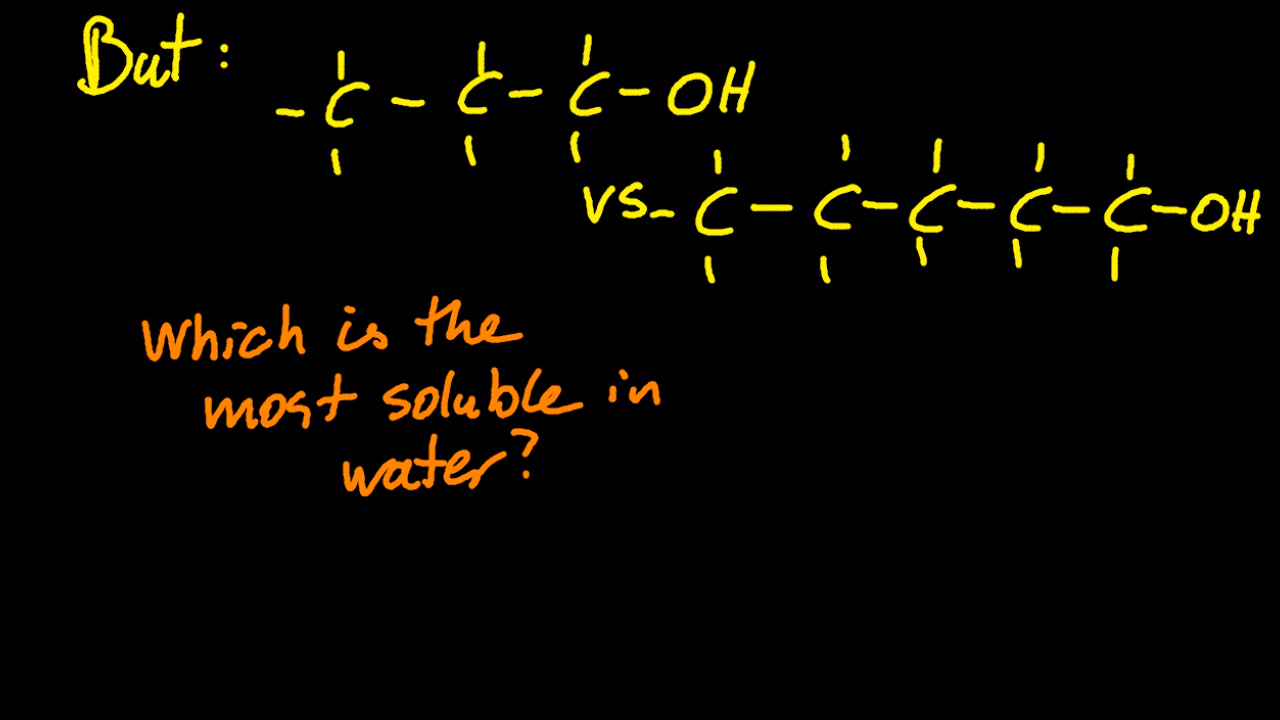 But:
- C - C - C - OH
vs - C - C - C - C - C - OH
Which is the
most soluble in
water?